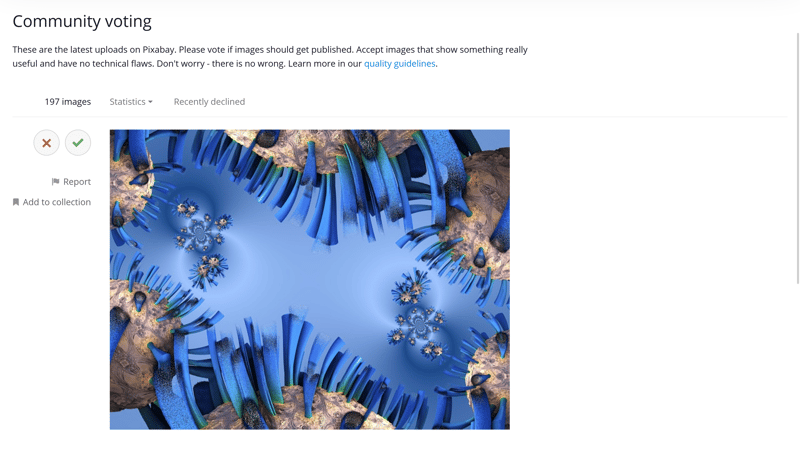 Community voting
These are the latest uploads on Pixabay. Please vote if images should get published. Accept images that show something really
useful and have no technical flaws. Don't worry - there is no wrong. Learn more in our quality guidelines.
197 images
Statistics
Recently declined
Report
Add to collection